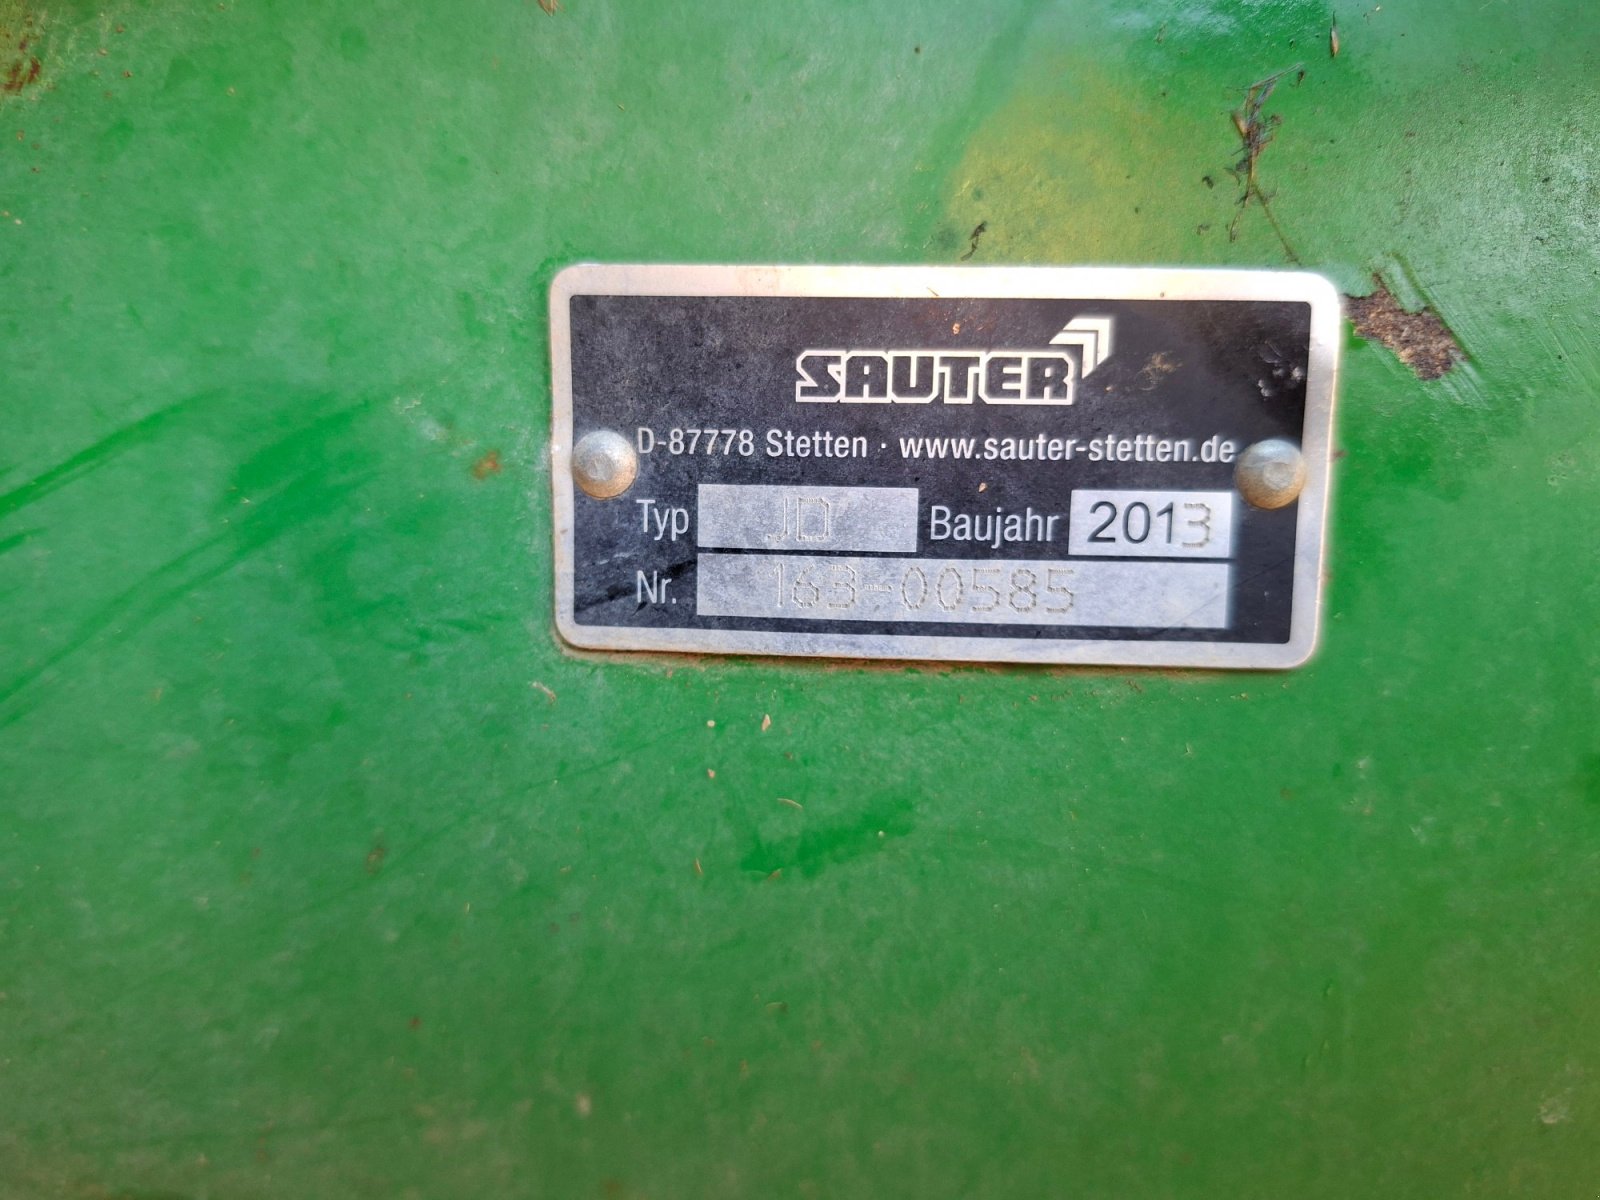 SAUTER
D-87778 Stetten · www.sauter-stetten.de
Typ JD Baujahr 2013
Nr. 163-00585